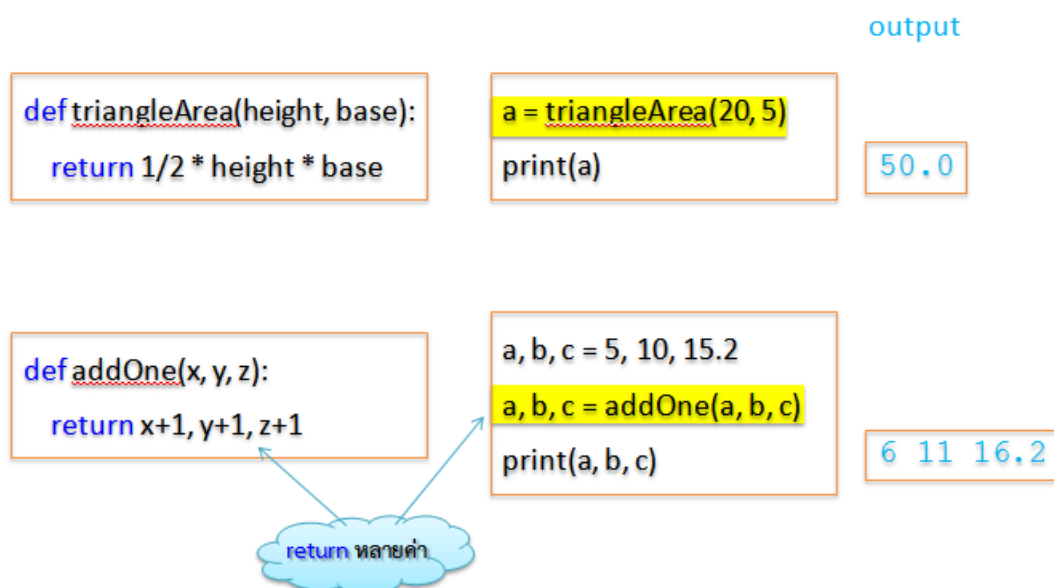 output
def triangleArea(height, base):
return 1/2 * height * base
a = triangleArea(20, 5)
print(a)
50.0
def addOne(x, y, z):
return x+1, y+1, z+1
a, b, c = 5, 10, 15.2
a, b, c = addOne(a, b, c)
print(a, b, c)
6 11 16.2
return หลายค่า